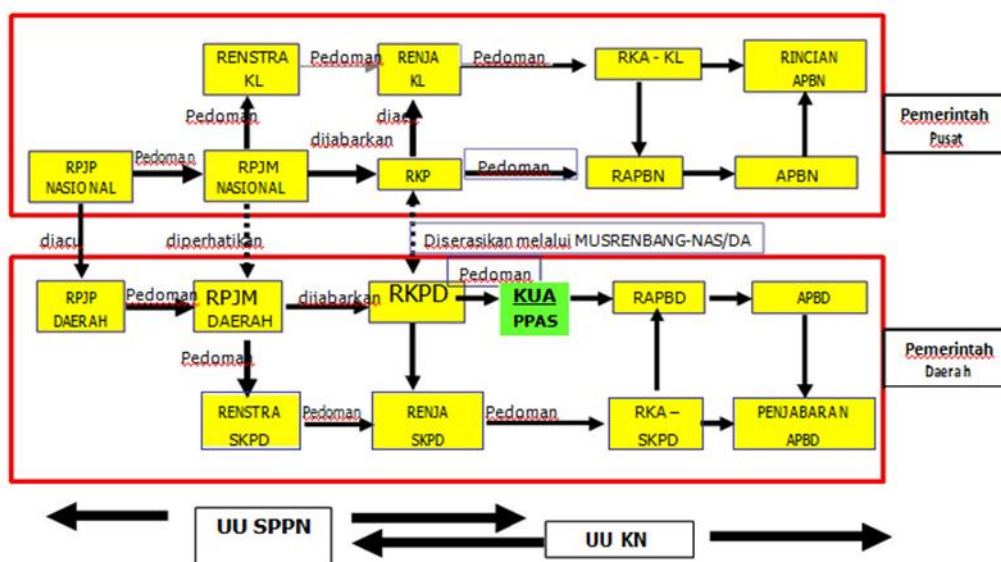 RENSTRA
KL
Pedoman
RENJA
KL
Pedoman
RKA - KL
RINCIAN
APBN
Pemerintah
Pusat
Pedoman
dijabarkan
diacu
RPJP
NASIONAL
Pedoman
RPJM
NASIONAL
RKP
Pedoman
RAPBN
APBN
diacu
diperhatikan
Diserasikan melalui MUSRENBANG-NAS/DA
RPJP
DAERAH
Pedoman
RPJM
DAERAH
dijabarkan
RKPD
Pedoman
KUA
PPAS
RAPBD
APBD
Pemerintah
Daerah
Pedoman
RENSTRA
SKPD
Pedoman
RENJA
SKPD
Pedoman
RKA –
SKPD
PENJABARAN
APBD
UU SPPN
UU KN